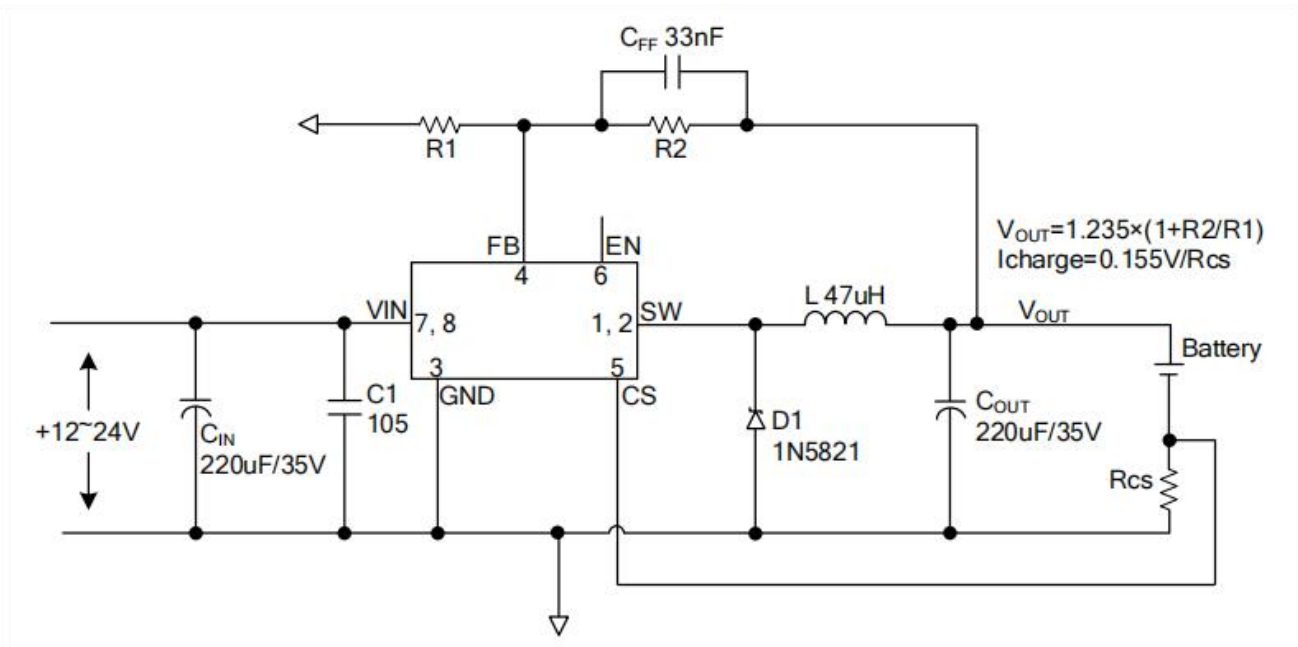 CFF 33nF
R1
R2
VOUT=1.235×(1+R2/R1)
Icharge=0.155V/Rcs
FB
EN
4
6
L 47uH
VIN
7, 8
1, 2
SW
VOUT
Battery
3
5
GND
CS
C1
105
+12~24V
CIN
220uF/35V
D1
1N5821
COUT
220uF/35V
Rcs